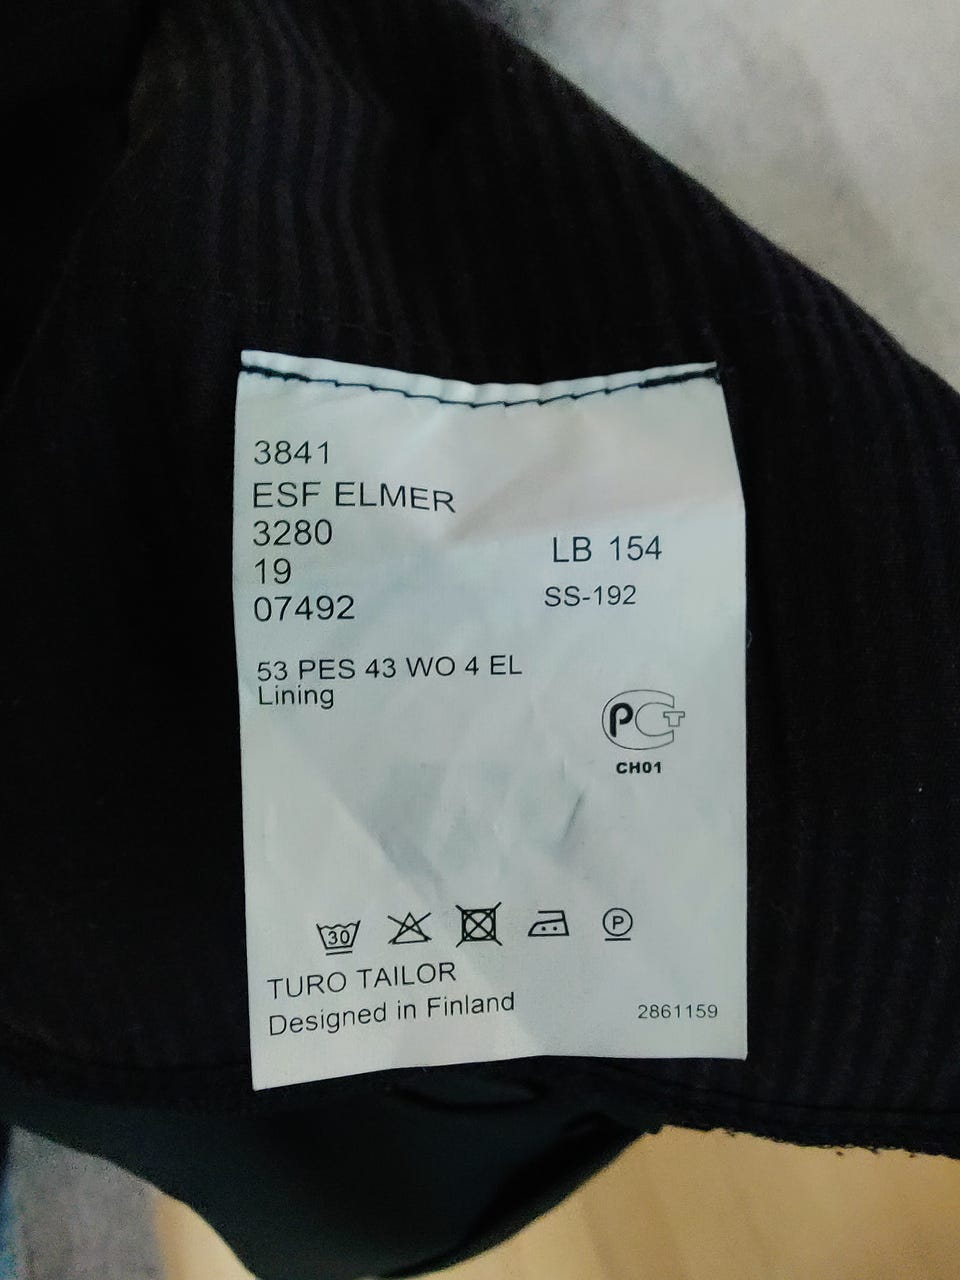 3841
ESF ELMER
3280
LB 154
19
SS-192
07492
53 PES 43 WO 4 EL
Lining
PCT
CH01
30
P
TURO TAILOR
Designed in Finland
2861159